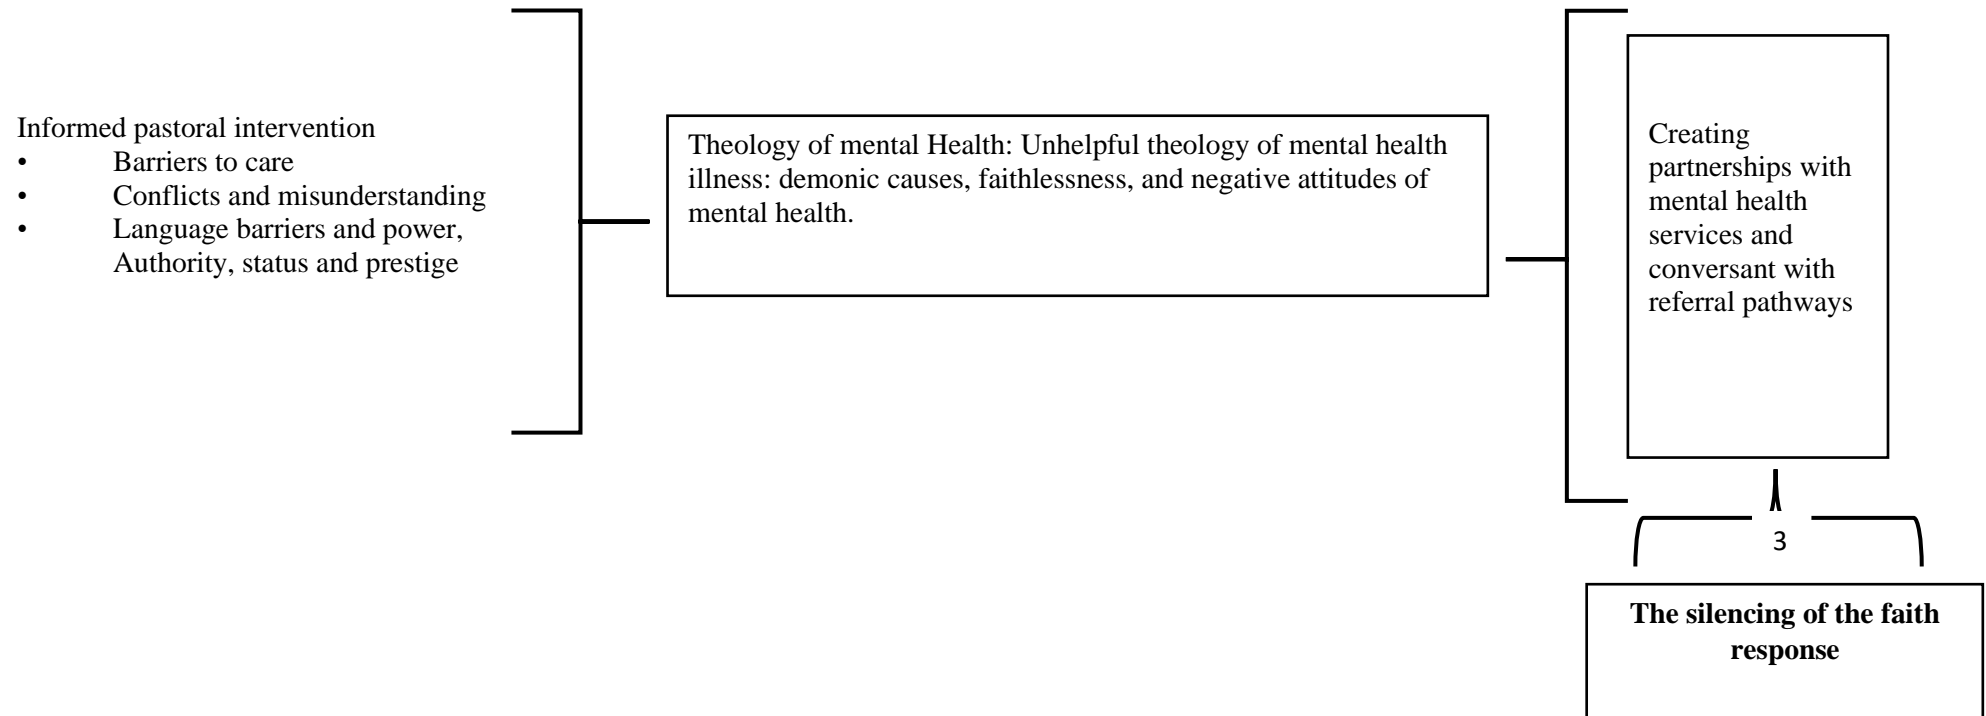 Informed pastoral intervention
• Barriers to care
• Conflicts and misunderstanding
• Language barriers and power,
Authority, status and prestige
Theology of mental Health: Unhelpful theology of mental health
illness: demonic causes, faithlessness, and negative attitudes of
mental health.
Creating
partnerships with
mental health
services and
conversant with
referral pathways
3
The silencing of the faith
response